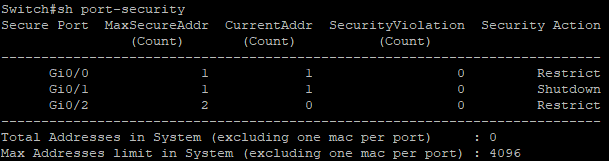 Switch#sh port-security
Secure Port  MaxSecureAddr  CurrentAddr  SecurityViolation  Security Action
                (Count)       (Count)          (Count)
---------------------------------------------------------------------------
      Gi0/0              1            1                  0         Restrict
      Gi0/1              1            1                  0         Shutdown
      Gi0/2              2            0                  0         Restrict
---------------------------------------------------------------------------
Total Addresses in System (excluding one mac per port)     : 0
Max Addresses limit in System (excluding one mac per port) : 4096